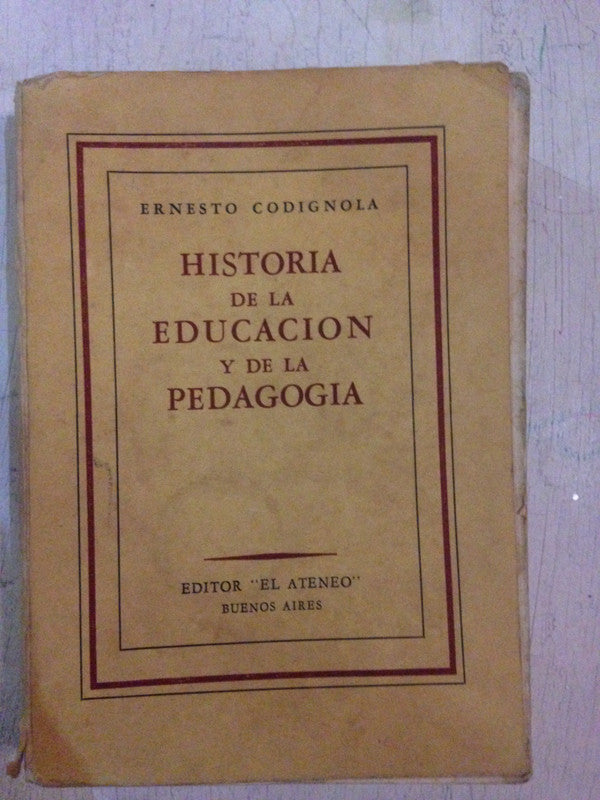 ERNESTO CODIGNOLA
HISTORIA
DE LA
EDUCACION
Y DE LA
PEDAGOGIA
EDITOR "EL ATENEO"
BUENOS AIRES